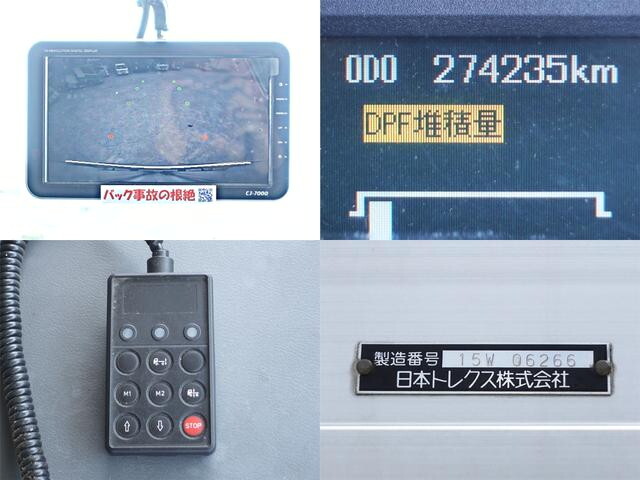 バック事故の根絶
CJ-7000
ODO 274235km
DPF堆積量
M1 M2
STOP
製造番号 15W 06266
日本トレクス株式会社